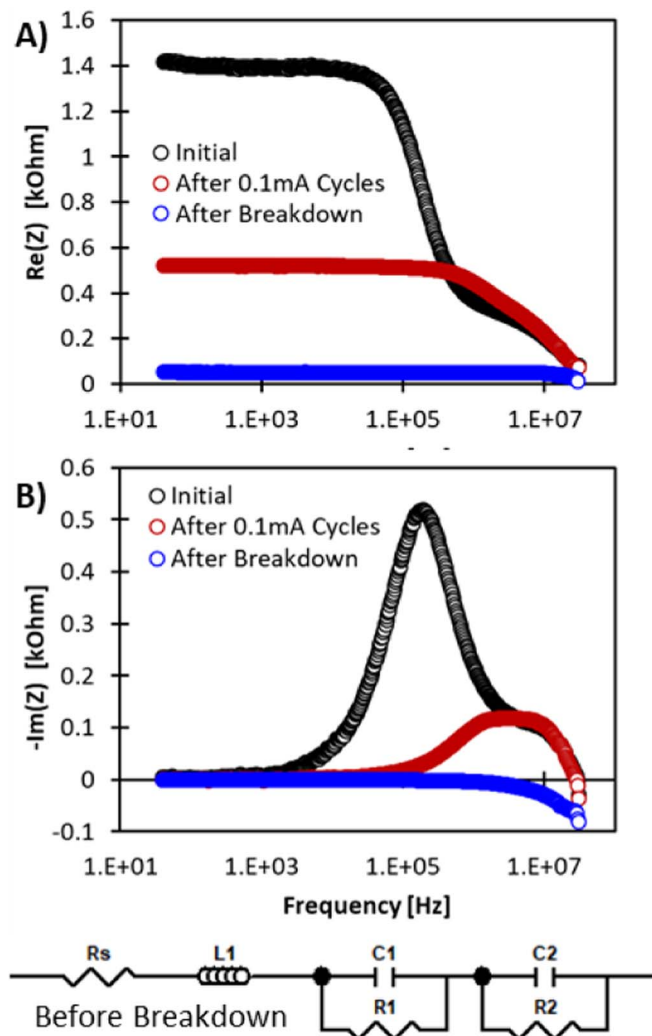 A)
Re(Z) [kOhm]
1.6
1.4
1.2
1
0.8
0.6
0.4
0.2
0
Initial
After 0.1mA Cycles
After Breakdown
1.E+01 1.E+03 1.E+05 1.E+07
B)
-Im(Z) [kOhm]
0.6
0.5
0.4
0.3
0.2
0.1
0
-0.1
Initial
After 0.1mA Cycles
After Breakdown
1.E+01 1.E+03 1.E+05 1.E+07
Frequency [Hz]
Rs L1 C1 C2
Before Breakdown R1 R2